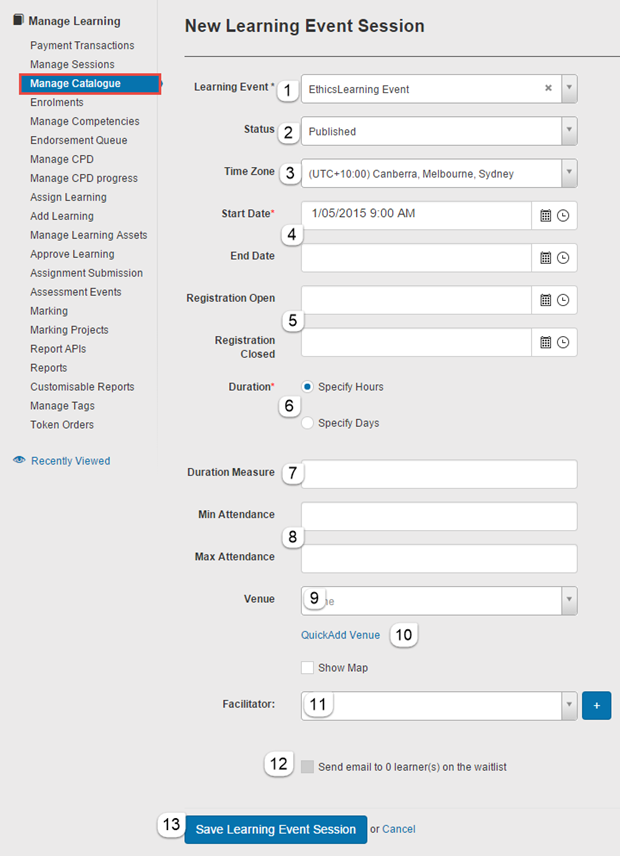 Manage Learning
Payment Transactions
Manage Sessions
Manage Catalogue
Enrolments
Manage Competencies
Endorsement Queue
Manage CPD
Manage CPD progress
Assign Learning
Add Learning
Manage Learning Assets
Approve Learning
Assignment Submission
Assessment Events
Marking
Marking Projects
Report APIs
Reports
Customisable Reports
Manage Tags
Token Orders
Recently Viewed
New Learning Event Session
Learning Event * 1 EthicsLearning Event ×
Status 2 Published
Time Zone 3 (UTC+10:00) Canberra, Melbourne, Sydney
Start Date* 1/05/2015 9:00 AM
4
End Date
Registration Open
5
Registration
Closed
Duration* Specify Hours
6
Specify Days
Duration Measure 7
Min Attendance
8
Max Attendance
Venue 9
QuickAdd Venue 10
Show Map
Facilitator: 11 +
12 Send email to 0 learner(s) on the waitlist
13 Save Learning Event Session or Cancel